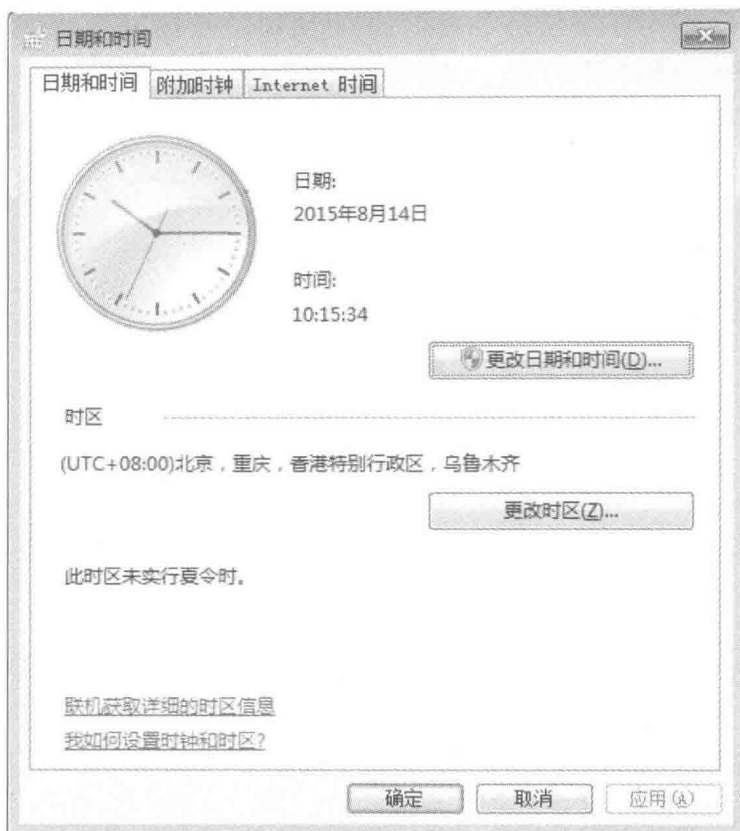 日期和时间
日期和时间 附加时钟 Internet 时间
日期:
2015年8月14日
时间:
10:15:34
更改日期和时间(D)...
时区
(UTC+08:00)北京，重庆，香港特别行政区，乌鲁木齐
更改时区(Z)...
此时区未实行夏令时。
联机获取详细的时区信息
我如何设置时钟和时区?
确定 取消 应用(A)